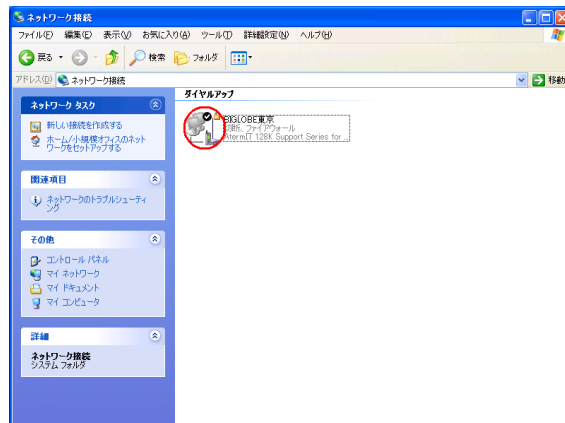 ネットワーク接続
ファイル(F) 編集(E) 表示(V) お気に入り(A) ツール(T) 詳細設定(N) ヘルプ(H)
戻る 検索 フォルダ
アドレス(D) ネットワーク接続 移動
ネットワーク タスク
新しい接続を作成する
ホーム/小規模オフィスのネット
ワークをセットアップする
関連項目
ネットワークのトラブルシューティ
ング
その他
コントロール パネル
マイ ネットワーク
マイ ドキュメント
マイ コンピュータ
詳細
ネットワーク接続
システム フォルダ
ダイヤルアップ
BIGLOBE東京
切断、ファイアウォール
AtermIT 128K Support Series for ...